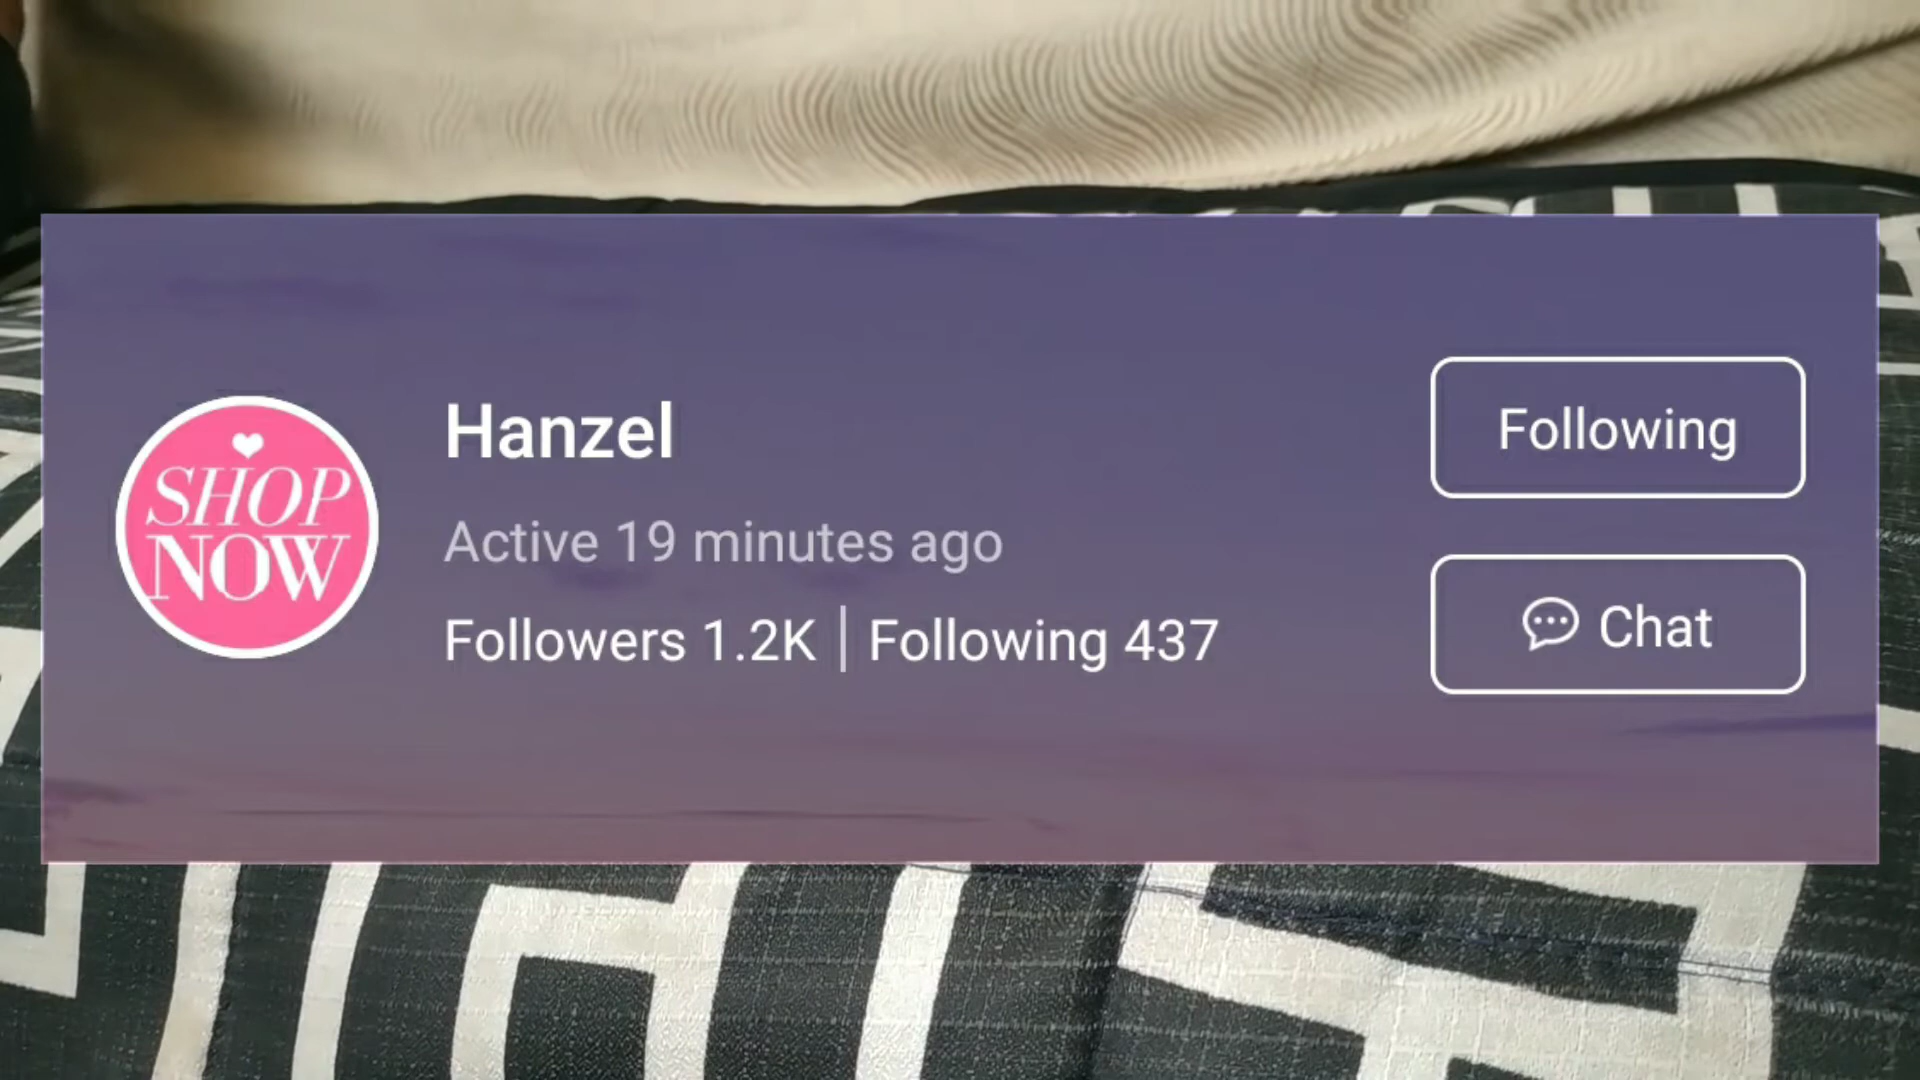 SHOP
NOW
Hanzel
Active 19 minutes ago
Followers 1.2K | Following 437
Following
Chat